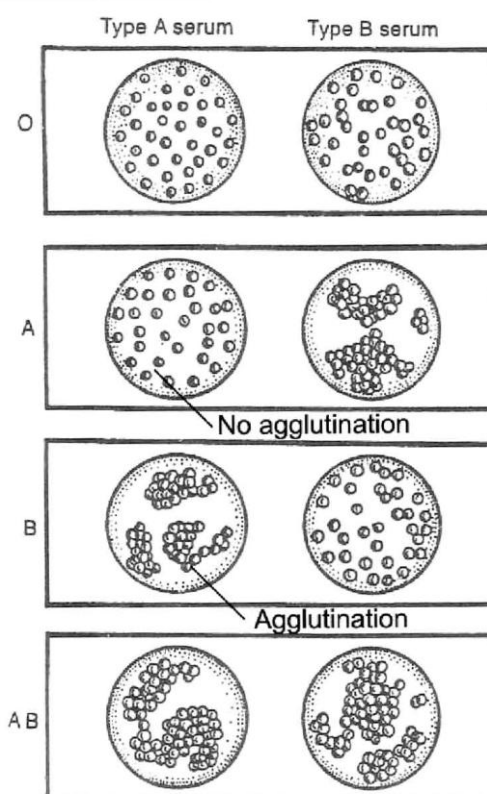 Type A serum Type B serum
O
A
No agglutination
B
Agglutination
AB